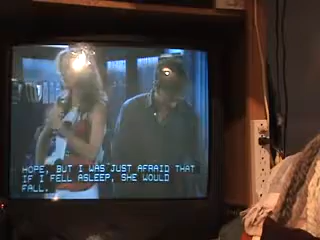 HOPE, BUT I WAS JUST AFRAID THAT
IF I FELL ASLEEP, SHE WOULD
FALL.